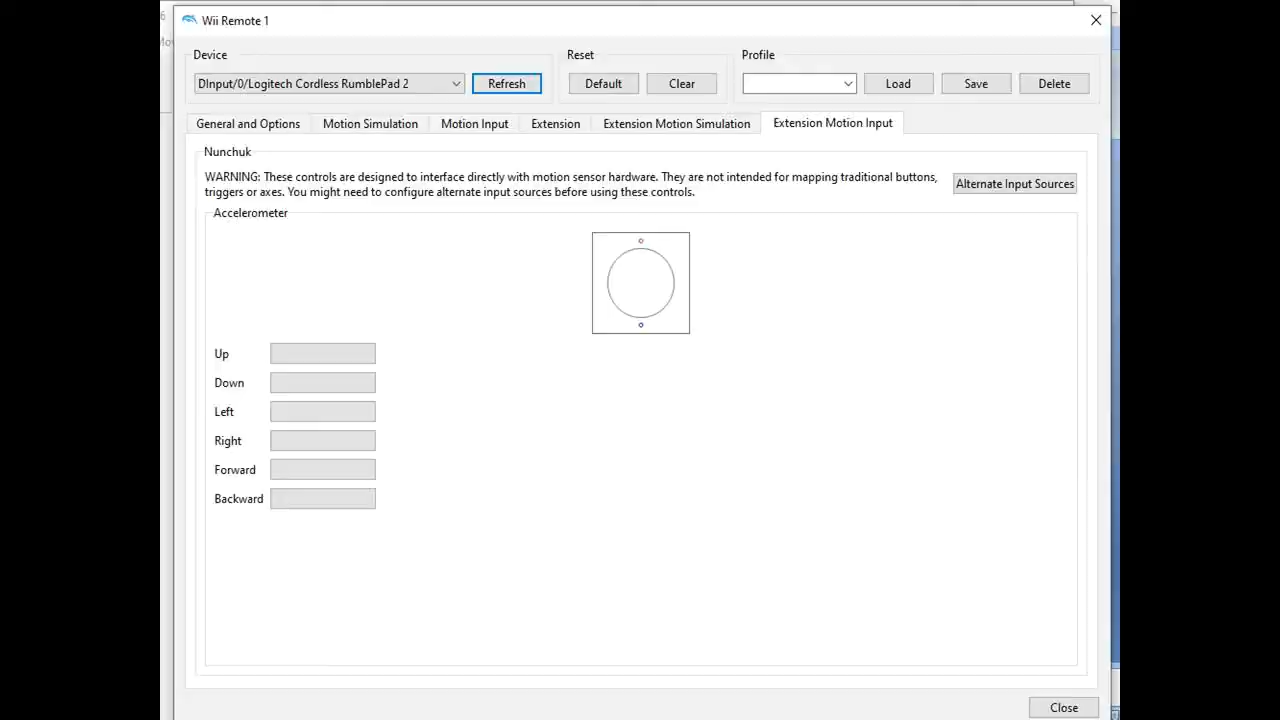 Wii Remote 1
Device
Reset
Profile
DInput/0/Logitech Cordless RumblePad 2
Refresh
Default
Clear
Load
Save
Delete
General and Options
Motion Simulation
Motion Input
Extension
Extension Motion Simulation
Extension Motion Input
Nunchuk
WARNING: These controls are designed to interface directly with motion sensor hardware. They are not intended for mapping traditional buttons,
triggers or axes. You might need to configure alternate input sources before using these controls.
Alternate Input Sources
Accelerometer
Up
Down
Left
Right
Forward
Backward
Close